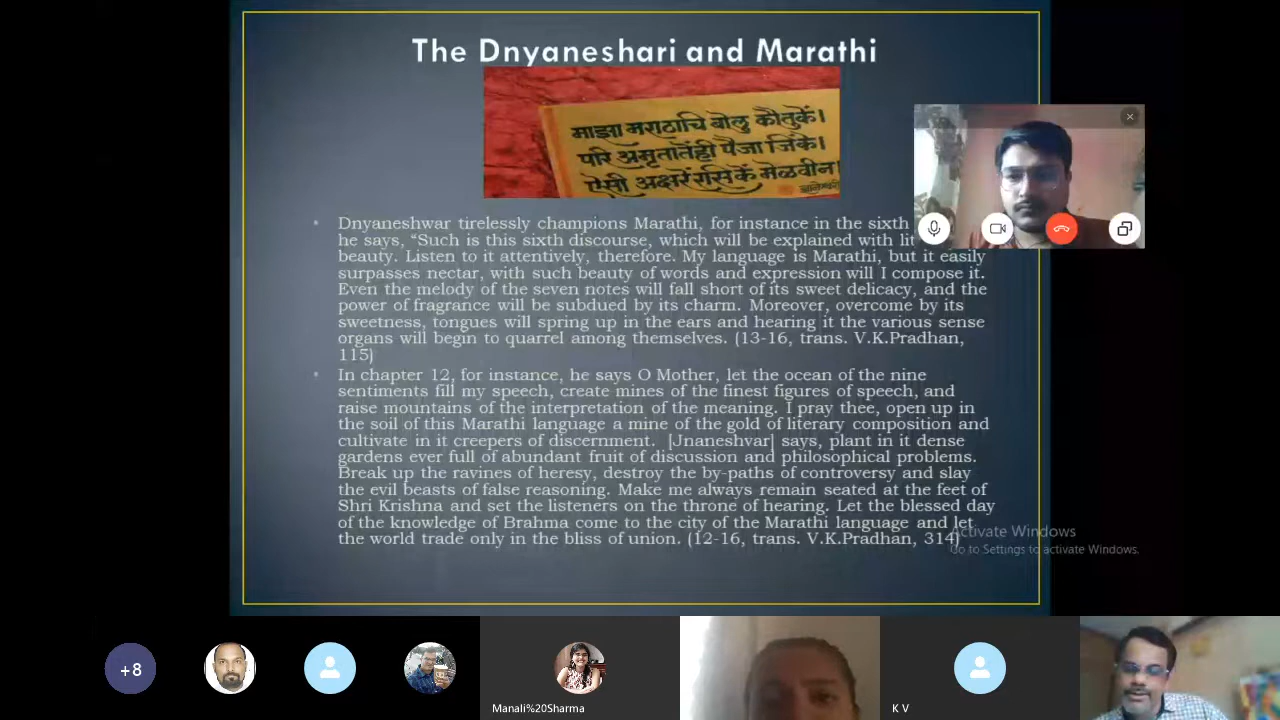 The Dnyaneshari and Marathi
माझा मराठाचि बोलु कौतुकें।
परि अमृतातेंही पैजा जिंके।
ऐसी अक्षरें रसिकें मेळवीन।
ज्ञानेश्वरी
• Dnyaneshwar tirelessly champions Marathi, for instance in the sixth
he says, “Such is this sixth discourse, which will be explained with
beauty. Listen to it attentively, therefore. My language is Marathi, but it easily
surpasses nectar, with such beauty of words and expression will I compose it.
Even the melody of the seven notes will fall short of its sweet delicacy, and the
power of fragrance will be subdued by its charm. Moreover, overcome by its
sweetness, tongues will spring up in the ears and hearing it the various sense
organs will begin to quarrel among themselves. (13-16, trans. V.K.Pradhan,
115)
• In chapter 12, for instance, he says O Mother, let the ocean of the nine
sentiments fill my speech, create mines of the finest figures of speech, and
raise mountains of the interpretation of the meaning. I pray thee, open up in
the soil of this Marathi language a mine of the gold of literary composition and
cultivate in it creepers of discernment. [Jnaneshvar] says, plant in it dense
gardens ever full of abundant fruit of discussion and philosophical problems.
Break up the ravines of heresy, destroy the by-paths of controversy and slay
the evil beasts of false reasoning. Make me always remain seated at the feet of
Shri Krishna and set the listeners on the throne of hearing. Let the blessed day
of the knowledge of Brahma come to the city of the Marathi language and let
the world trade only in the bliss of union. (12-16, trans. V.K.Pradhan, 314)
Activate Windows
Go to Settings to activate Windows.
+8
Manali%20Sharma
K V